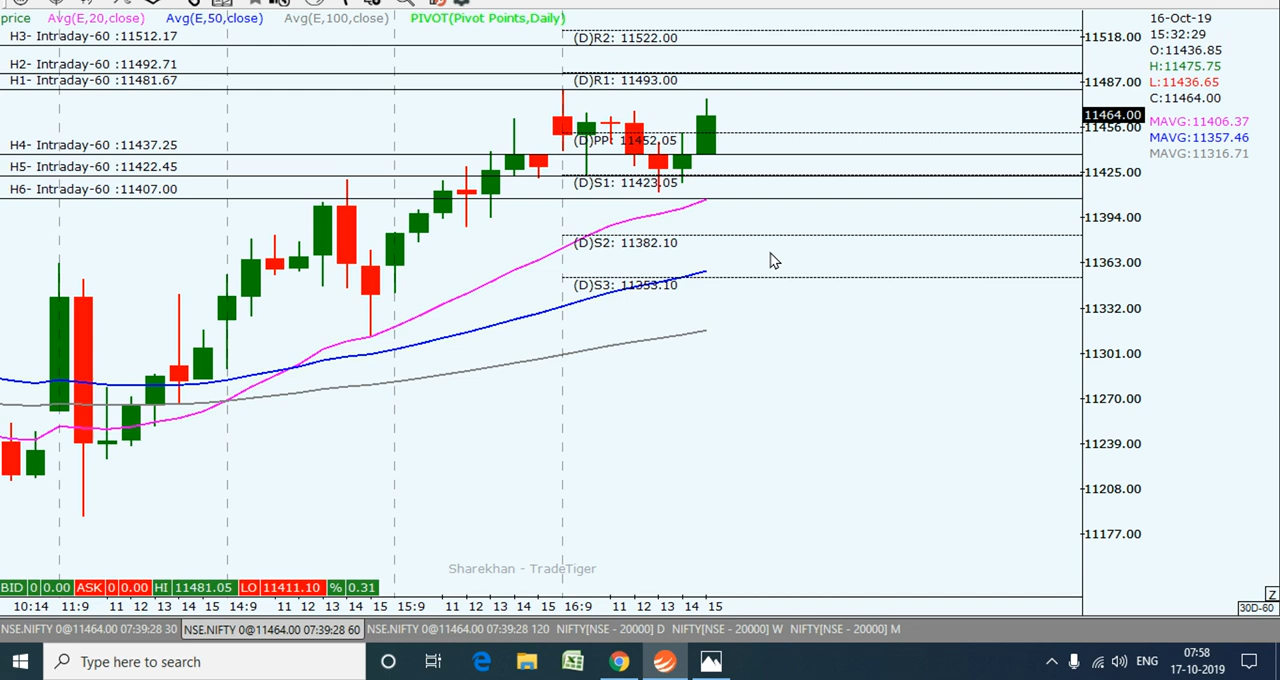 price Avg(E,20,close) Avg(E,50,close) Avg(E,100,close) PIVOT(Pivot Points,Daily)
H3- Intraday-60 :11512.17
H2- Intraday-60 :11492.71
H1- Intraday-60 :11481.67
H4- Intraday-60 :11437.25
H5- Intraday-60 :11422.45
H6- Intraday-60 :11407.00
(D)R2: 11522.00
(D)R1: 11493.00
(D)PP: 11452.05
(D)S1: 11423.05
(D)S2: 11382.10
(D)S3: 11353.10
11518.00
11487.00
11464.00
11456.00
11425.00
11394.00
11363.00
11332.00
11301.00
11270.00
11239.00
11208.00
11177.00
16-Oct-19
15:32:29
O:11436.85
H:11475.75
L:11436.65
C:11464.00
MAVG:11406.37
MAVG:11357.46
MAVG:11316.71
Sharekhan - TradeTiger
BID 0 0.00 ASK 0 0.00 HI 11481.05 LO 11411.10 % 0.31
10:14 11:9 11 12 13 14 15 14:9 11 12 13 14 15 15:9 11 12 13 14 15 16:9 11 12 13 14 15
Z
30D-60
NSE.NIFTY 0@11464.00 07:39:28 30 NSE.NIFTY 0@11464.00 07:39:28 60 NSE.NIFTY 0@11464.00 07:39:28 120 NIFTY[NSE - 20000] D NIFTY[NSE - 20000] W NIFTY[NSE - 20000] M
Type here to search
ENG
07:58
17-10-2019